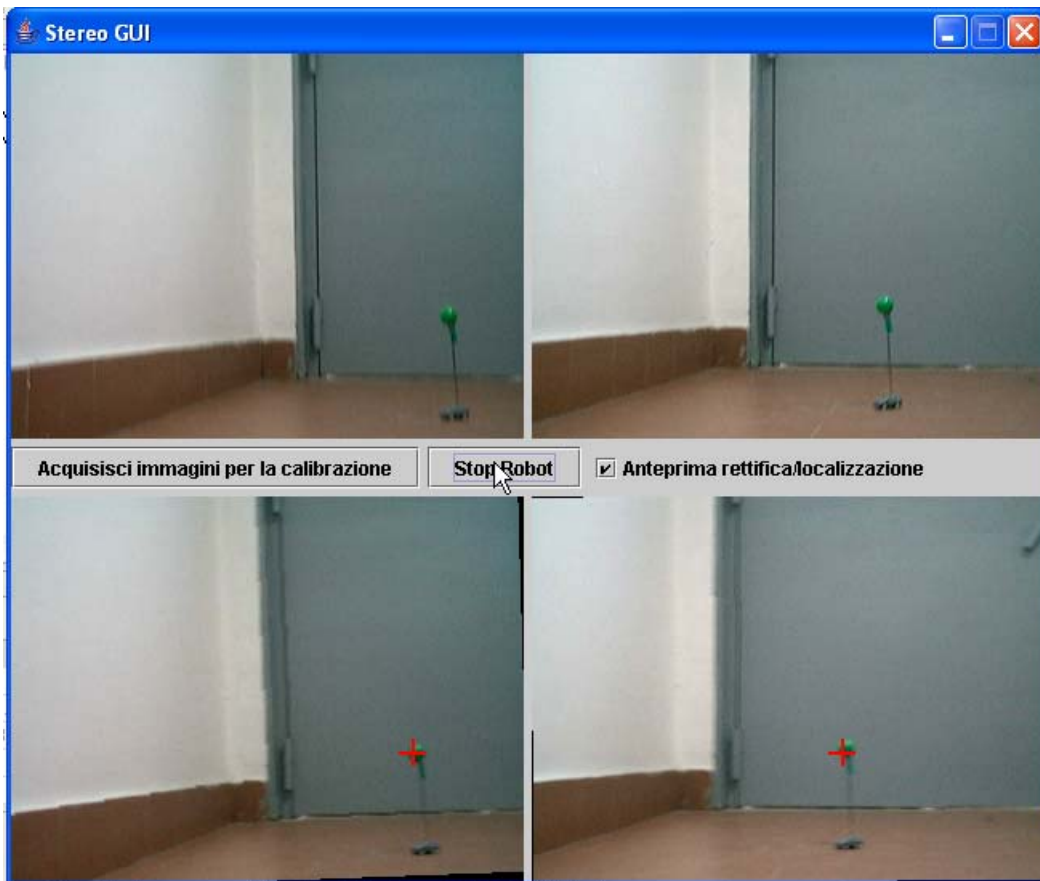 Stereo GUI
Acquisisci immagini per la calibrazione
Stop Robot
Anteprima rettifica/localizzazione